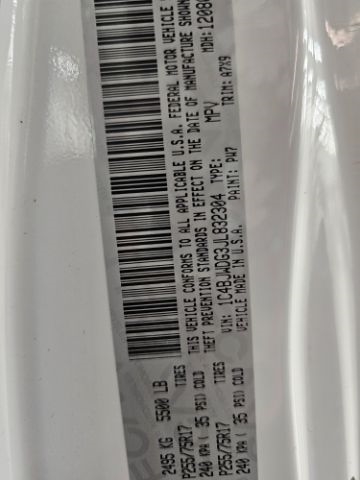 2495 KG 5500 LB
TIRES
P255/75R17
240 KPA ( 35 PSI) COLD
TIRES
P255/75R17
240 KPA ( 35 PSI) COLD
THIS VEHICLE CONFORMS TO ALL APPLICABLE U.S.A. FEDERAL MOTOR VEHICLE
THEFT PREVENTION STANDARDS IN EFFECT ON THE DATE OF MANUFACTURE SHOWN
MDH: 1208
VIN: 1C4BJWDG3JL832304 TYPE: MPV
VEHICLE MADE IN U.S.A. PAINT: PW7 TRIM: A7X9